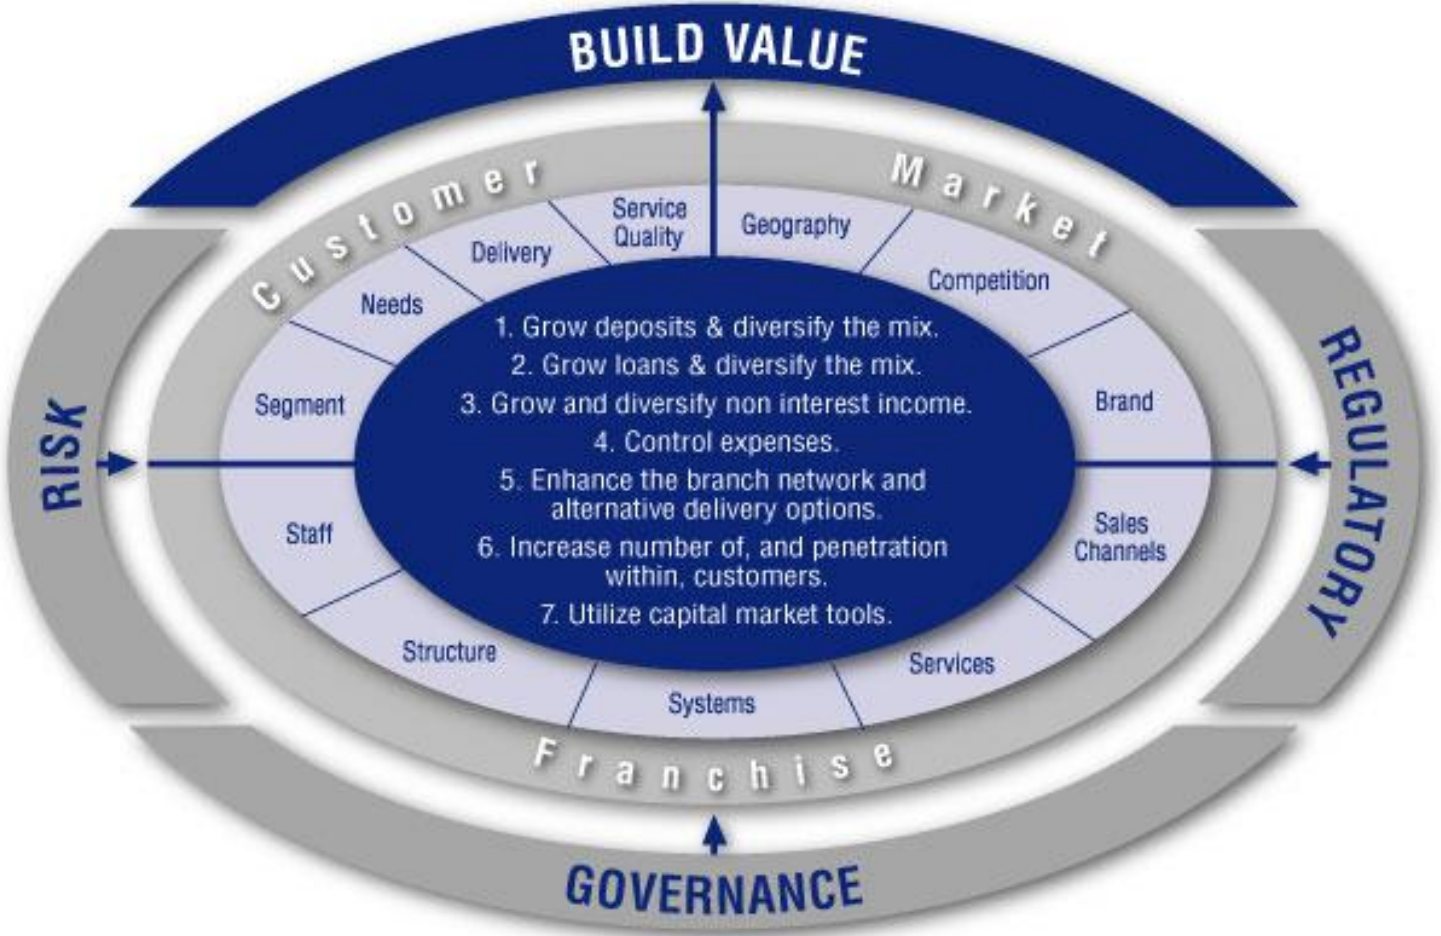 BUILD VALUE
Customer
Market
Service
Quality
Geography
Delivery
Competition
Needs
Segment
Brand
1. Grow deposits & diversify the mix.
2. Grow loans & diversify the mix.
3. Grow and diversify non interest income.
4. Control expenses.
5. Enhance the branch network and
alternative delivery options.
6. Increase number of, and penetration
within, customers.
7. Utilize capital market tools.
RISK
REGULATORY
Staff
Sales
Channels
Structure
Services
Systems
Franchise
GOVERNANCE